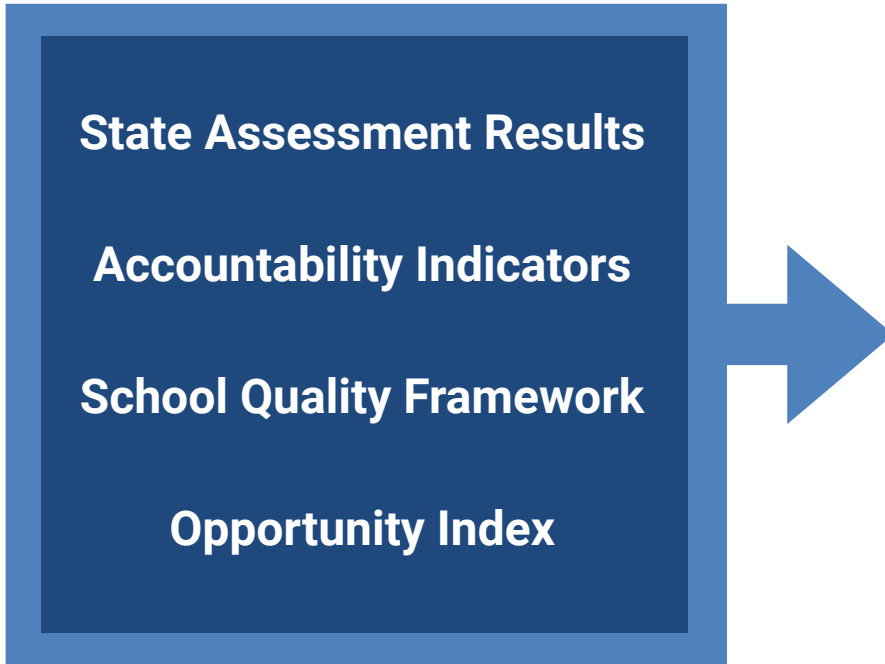 State Assessment Results
Accountability Indicators
School Quality Framework
Opportunity Index